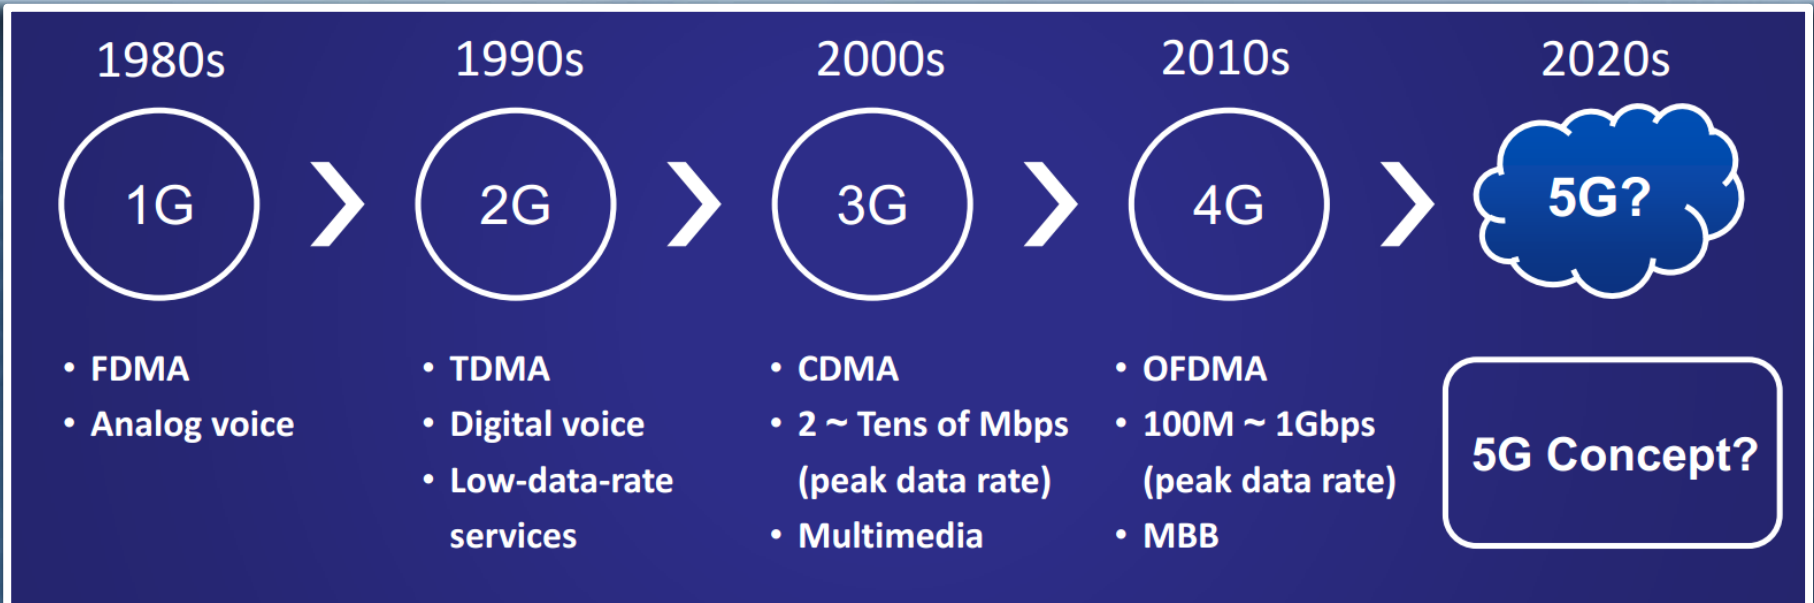 1980s
1990s
2000s
2010s
2020s
1G
2G
3G
4G
5G?
• FDMA
• Analog voice
• TDMA
• Digital voice
• Low-data-rate
services
• CDMA
• 2 ~ Tens of Mbps
(peak data rate)
• Multimedia
• OFDMA
• 100M ~ 1Gbps
(peak data rate)
• MBB
5G Concept?